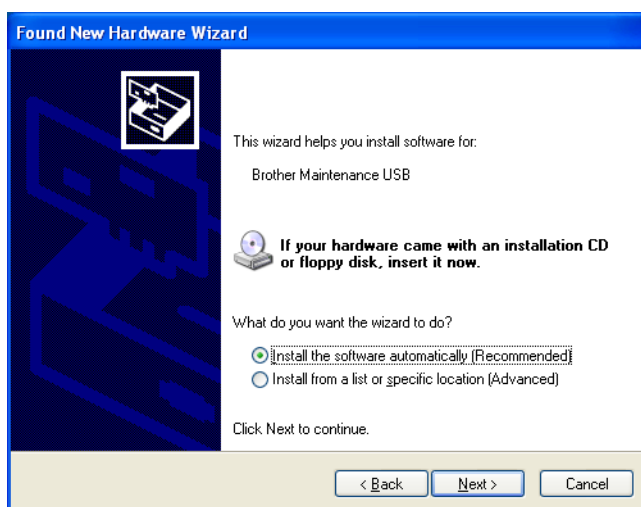 Found New Hardware Wizard
This wizard helps you install software for:
Brother Maintenance USB
If your hardware came with an installation CD
or floppy disk, insert it now.
What do you want the wizard to do?
Install the software automatically (Recommended)
Install from a list or specific location (Advanced)
Click Next to continue.
< Back Next > Cancel